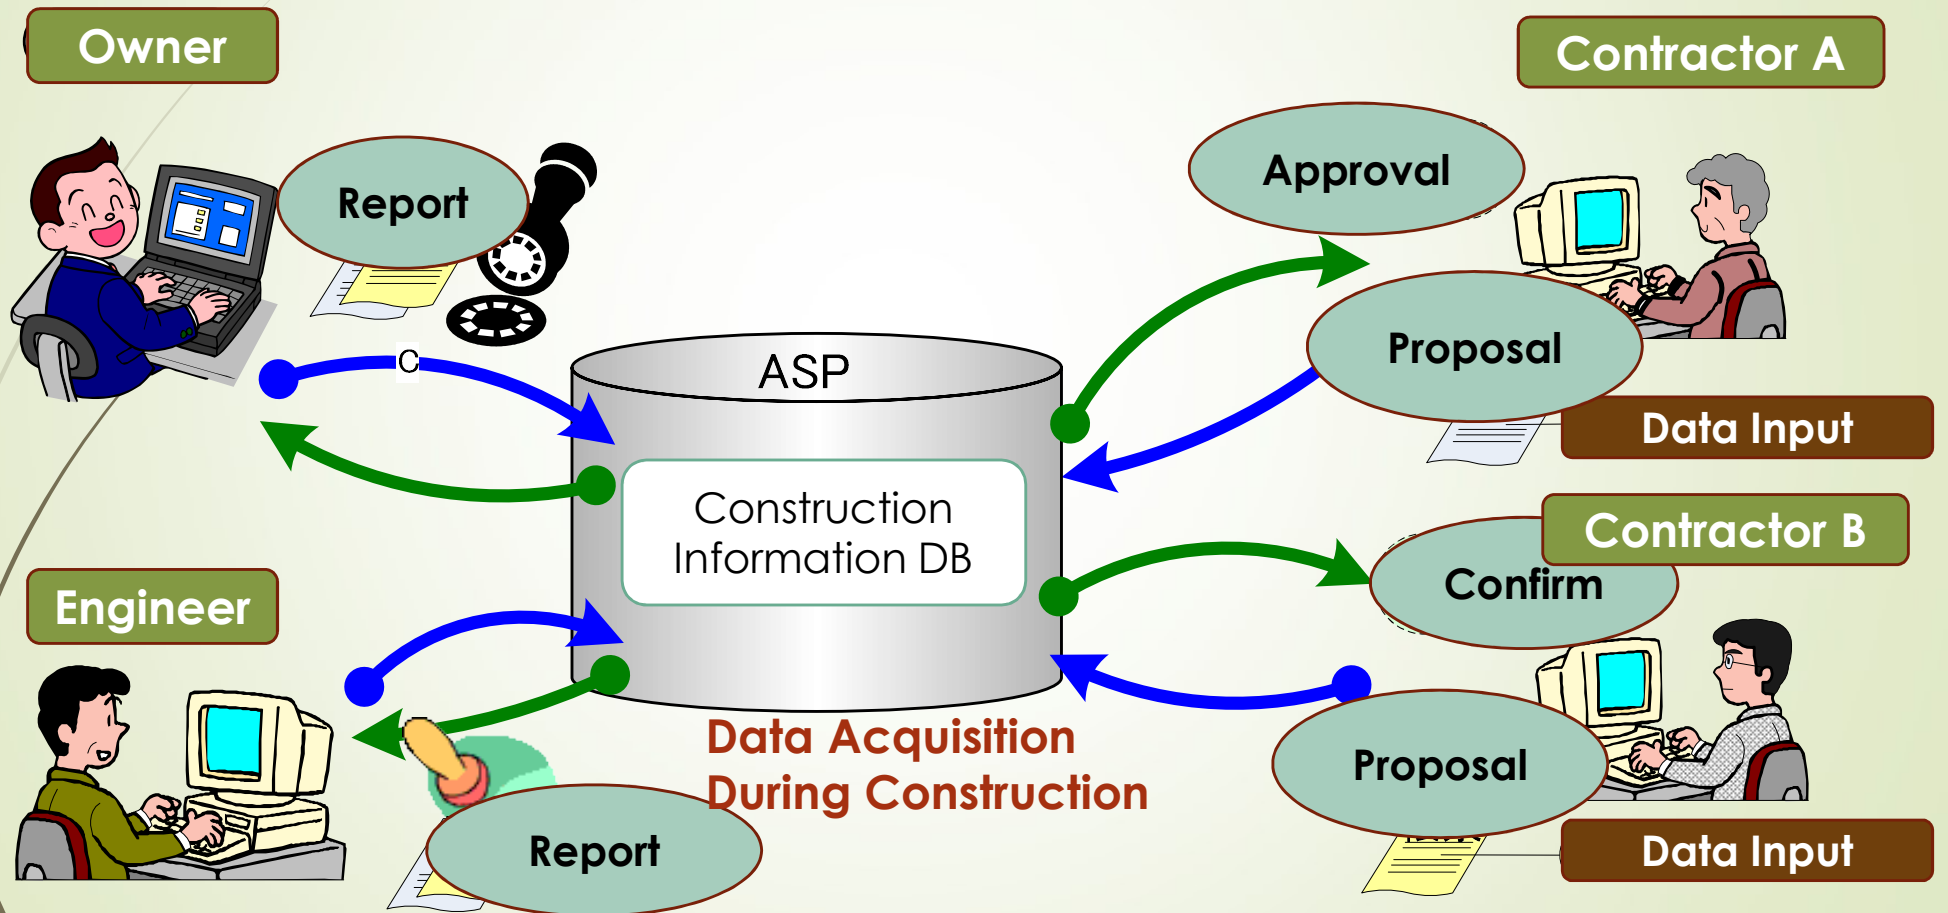 Owner
Contractor A
Approval
Report
Proposal
C
ASP
Data Input
Construction
Information DB
Contractor B
Confirm
Engineer
Data Acquisition
During Construction
Proposal
Report
Data Input